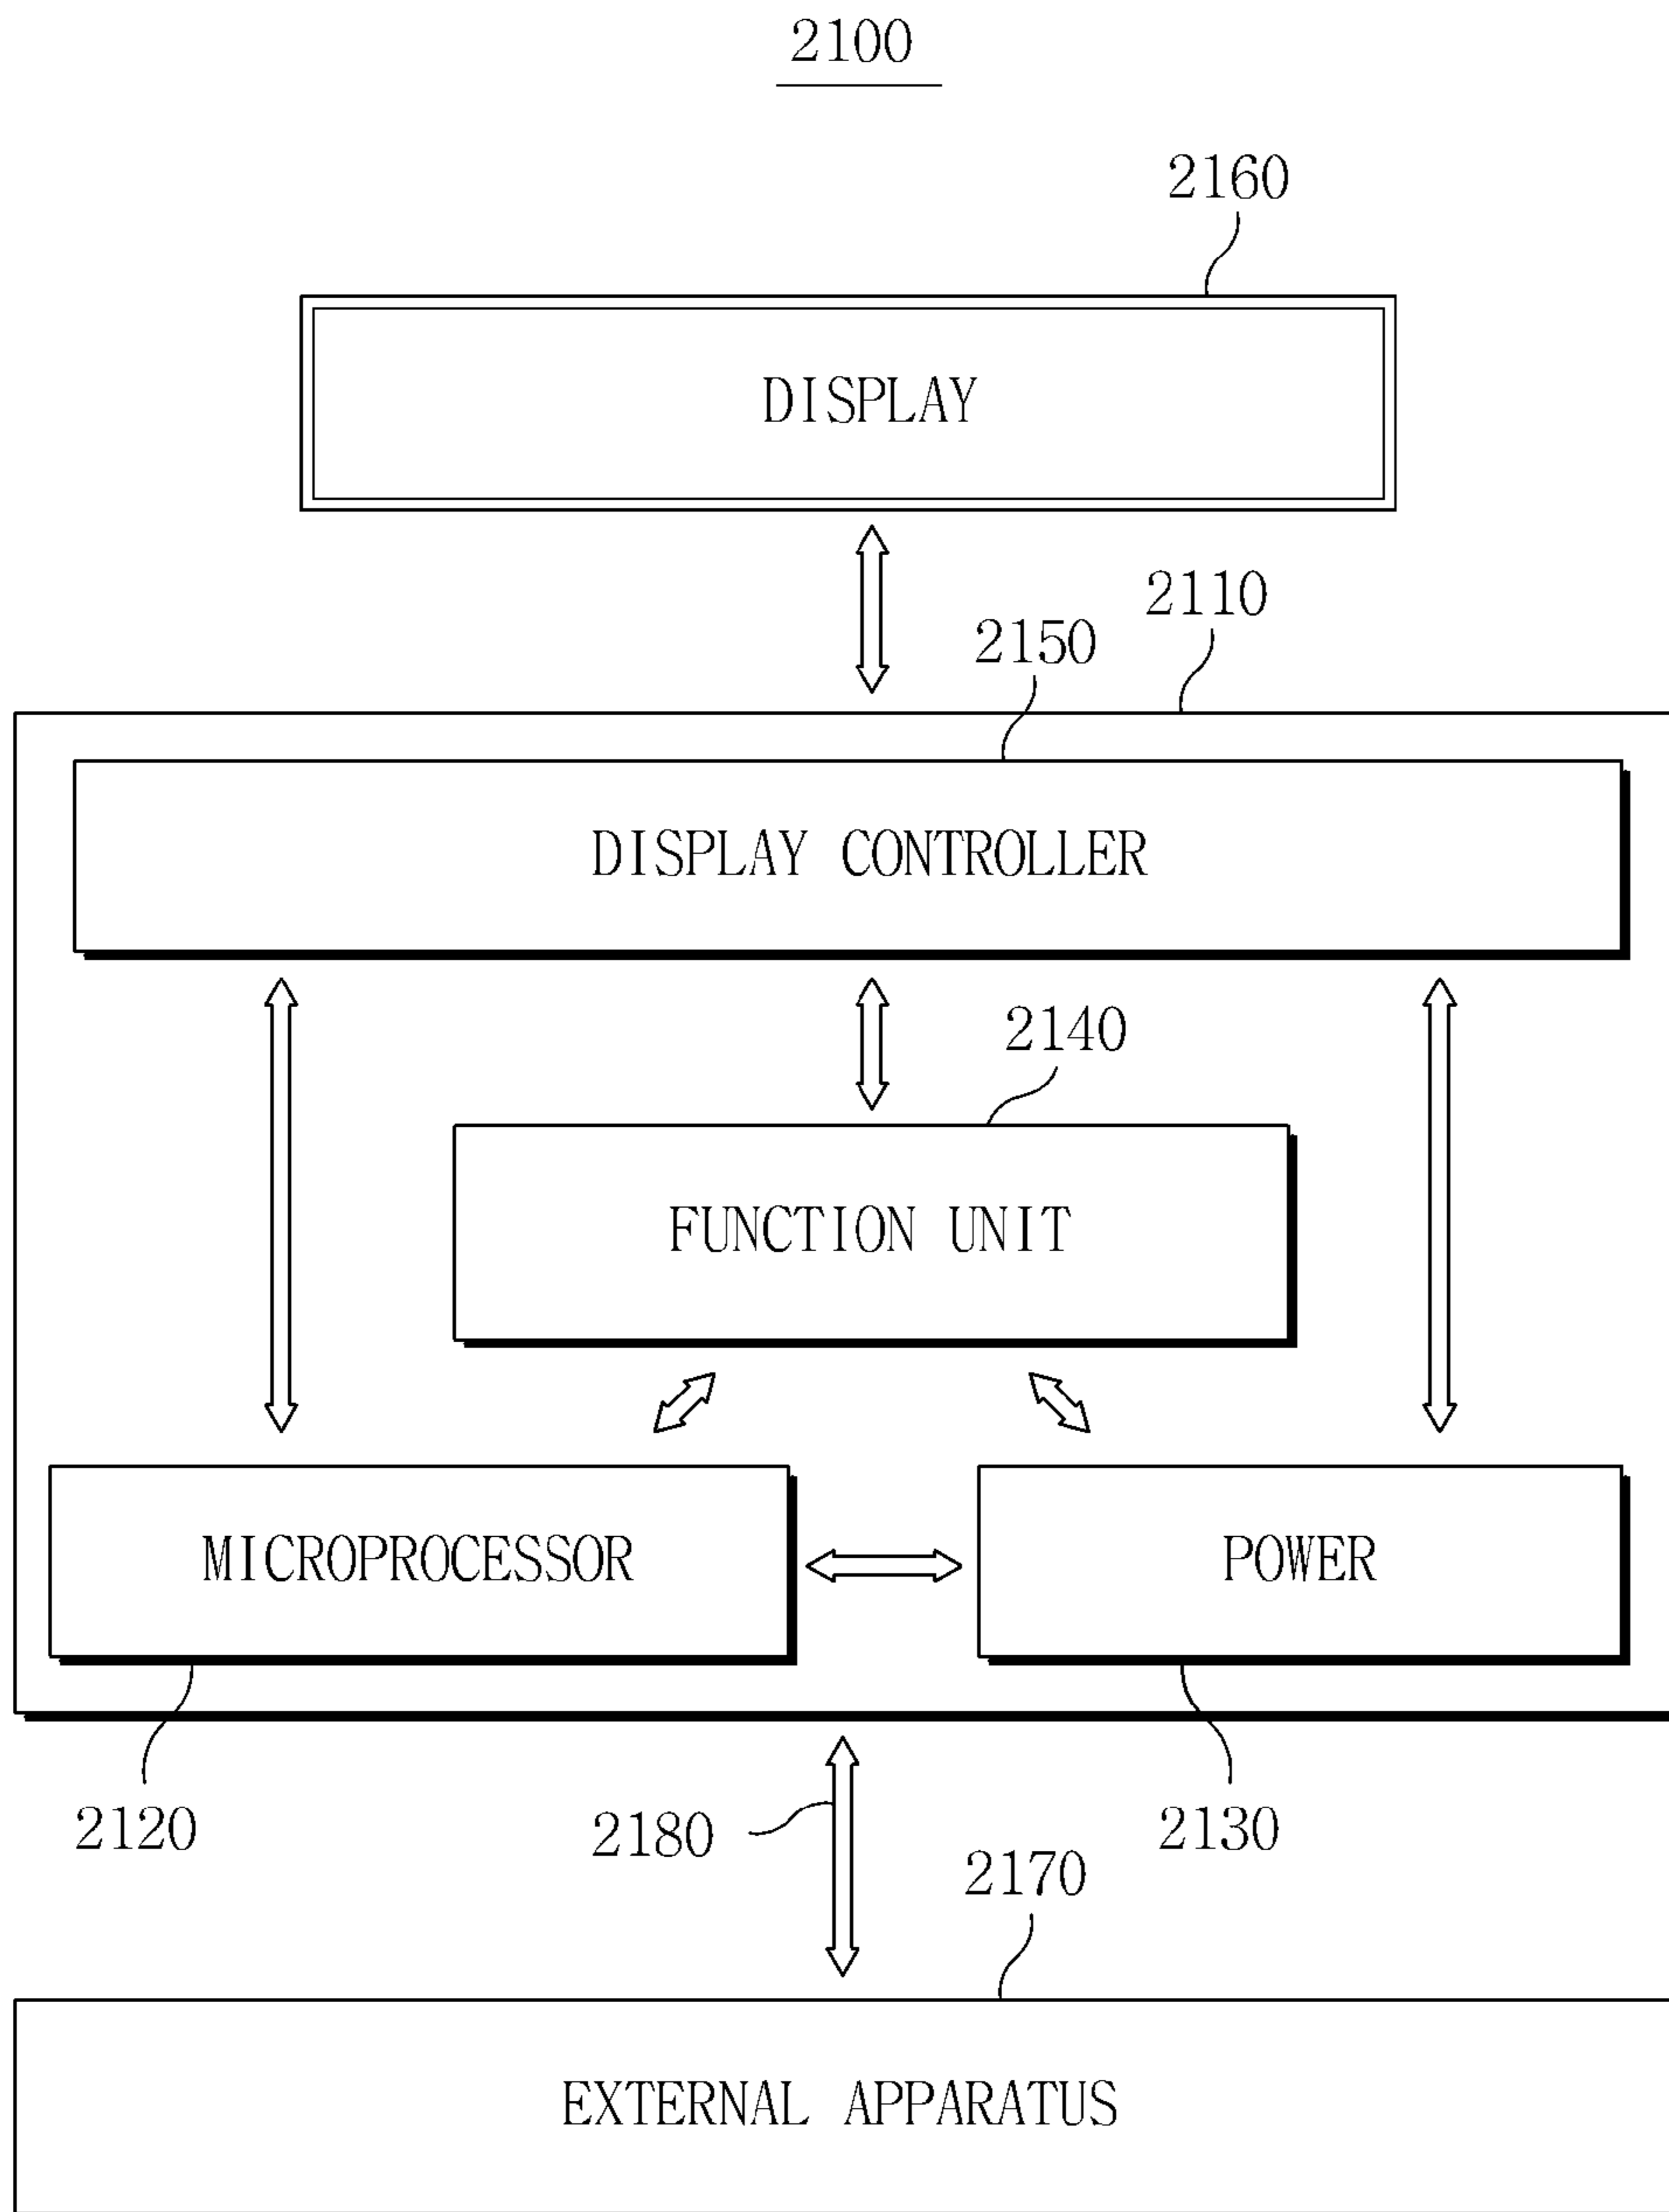 2100
2160
DISPLAY
2110
2150
DISPLAY CONTROLLER
2140
FUNCTION UNIT
MICROPROCESSOR
POWER
2120
2180
2130
2170
EXTERNAL APPARATUS